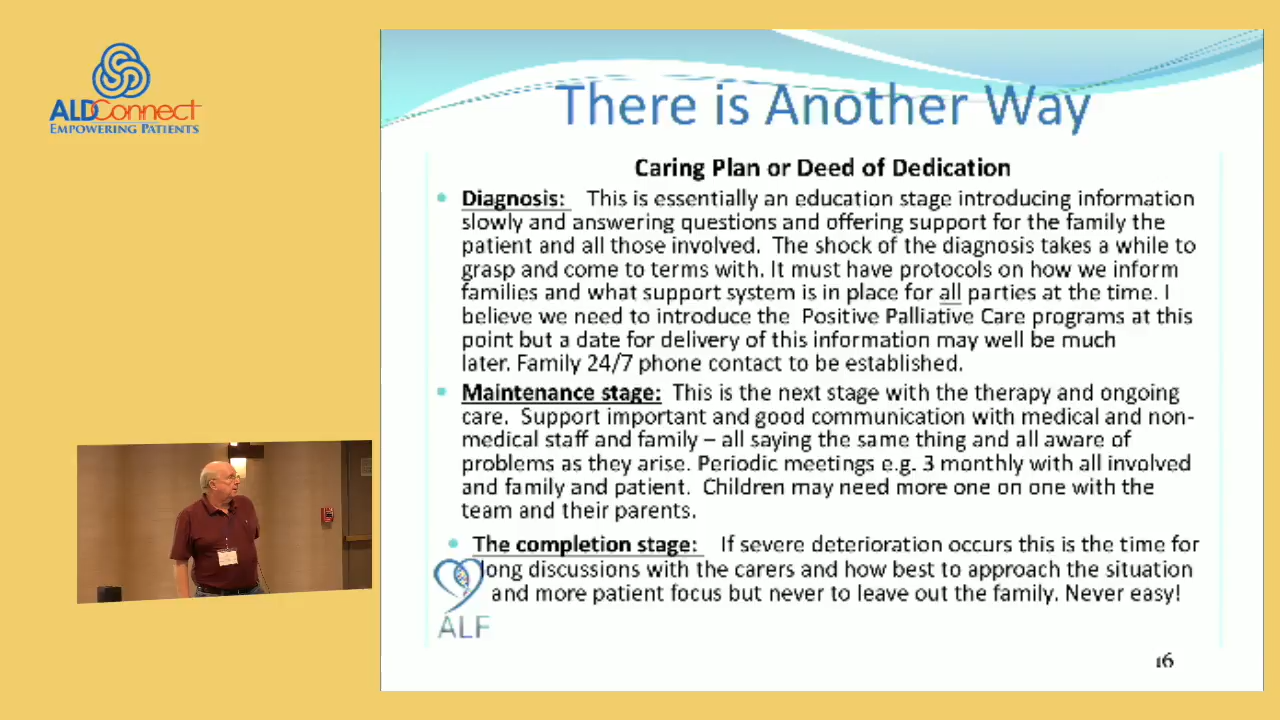 ALDConnect
EMPOWERING PATIENTS
There is Another Way
Caring Plan or Deed of Dedication
Diagnosis: This is essentially an education stage introducing information
slowly and answering questions and offering support for the family the
patient and all those involved. The shock of the diagnosis takes a while to
grasp and come to terms with. It must have protocols on how we inform
families and what support system is in place for all parties at the time. I
believe we need to introduce the Positive Palliative Care programs at this
point but a date for delivery of this information may well be much
later. Family 24/7 phone contact to be established.
Maintenance stage: This is the next stage with the therapy and ongoing
care. Support important and good communication with medical and non-
medical staff and family – all saying the same thing and all aware of
problems as they arise. Periodic meetings e.g. 3 monthly with all involved
and family and patient. Children may need more one on one with the
team and their parents.
The completion stage: If severe deterioration occurs this is the time for
long discussions with the carers and how best to approach the situation
and more patient focus but never to leave out the family. Never easy!
ALF
16